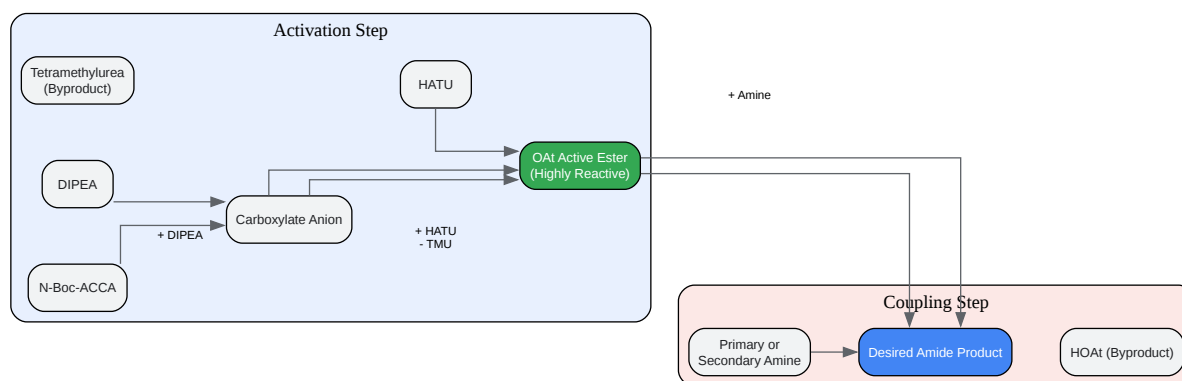 Activation Step
Tetramethylurea
(Byproduct)
HATU
+ Amine
OAt Active Ester
(Highly Reactive)
DIPEA
Carboxylate Anion
+ DIPEA
+ HATU
- TMU
N-Boc-ACCA
Coupling Step
Primary or
Secondary Amine
Desired Amide Product
HOAt (Byproduct)